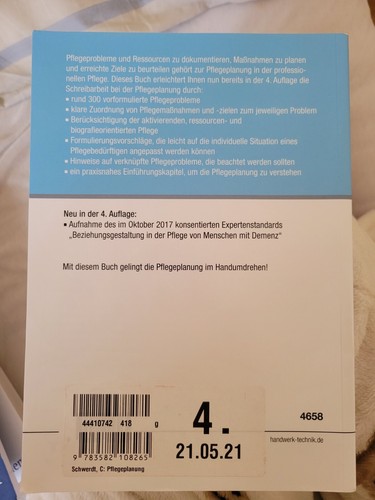 Pflegeprobleme und Ressourcen zu dokumentieren, Maßnahmen zu planen
und erreichte Ziele zu beurteilen gehört zur Pflegeplanung in der professio-
nellen Pflege. Dieses Buch erleichtert Ihnen nun bereits in der 4. Auflage die
Schreibarbeit bei der Pflegeplanung durch:
• rund 300 vorformulierte Pflegeprobleme
• klare Zuordnung von Pflegemaßnahmen und -zielen zum jeweiligen Problem
• Berücksichtigung der aktivierenden, ressourcen- und
biografieorientierten Pflege
• Formulierungsvorschläge, die leicht auf die individuelle Situation eines
Pflegebedürftigen angepasst werden können
• Hinweise auf verknüpfte Pflegeprobleme, die beachtet werden sollten
• ein praxisnahes Einführungskapitel, um die Pflegeplanung zu verstehen
Neu in der 4. Auflage:
• Aufnahme des im Oktober 2017 konsentierten Expertenstandards
„Beziehungsgestaltung in der Pflege von Menschen mit Demenz“
Mit diesem Buch gelingt die Pflegeplanung im Handumdrehen!
44410742 418 g
9 783582 108265
Schwerdt, C: Pflegeplanung
4.
21.05.21
4658
handwerk-technik.de